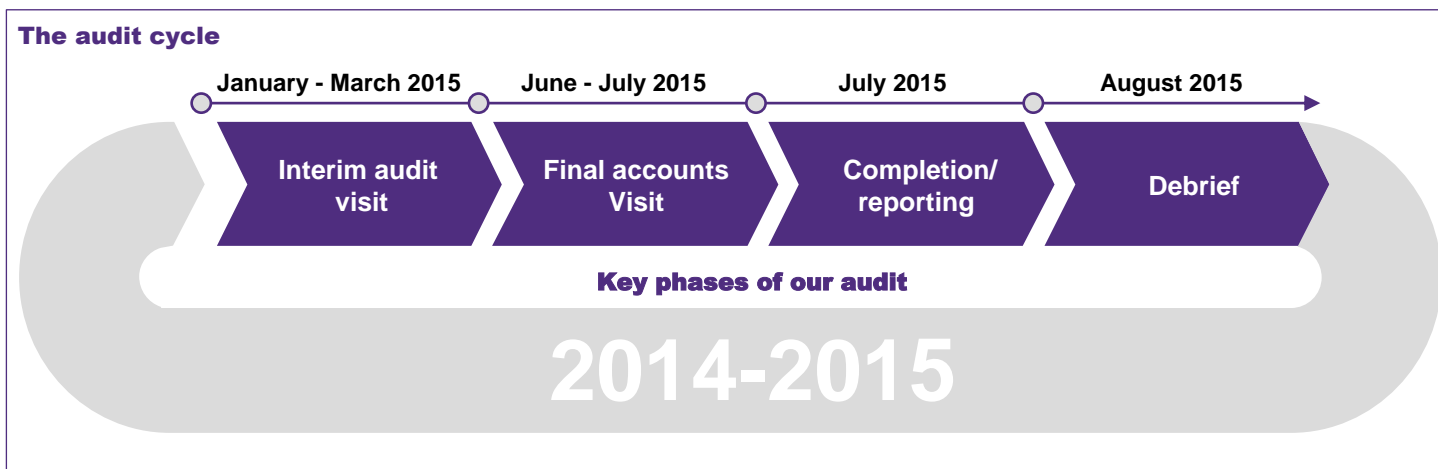 The audit cycle
January - March 2015
June - July 2015
July 2015
August 2015
Interim audit
visit
Final accounts
Visit
Completion/
reporting
Debrief
Key phases of our audit
2014-2015